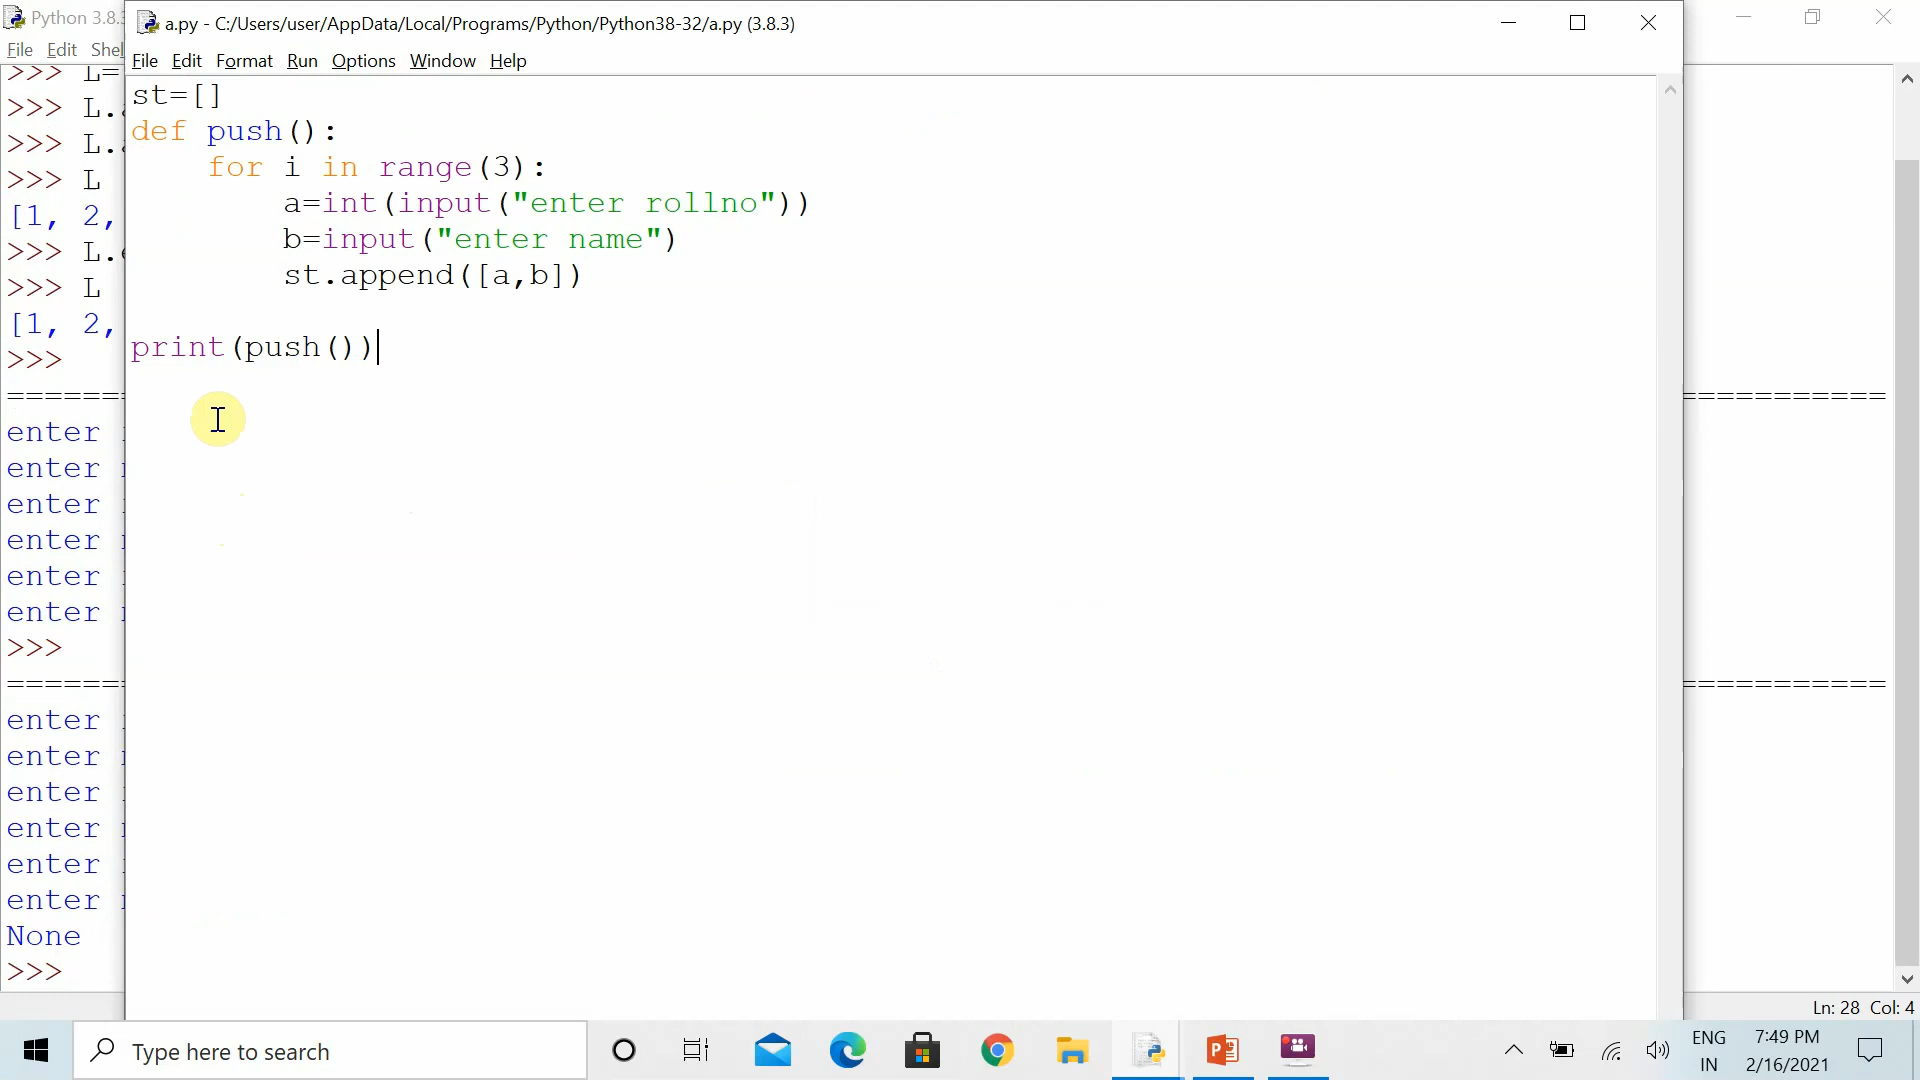 Python 3.8.3
a.py - C:/Users/user/AppData/Local/Programs/Python/Python38-32/a.py (3.8.3)
File Edit
File Edit Format Run Options Window Help
st=[]
def push():
for i in range(3):
a=int(input("enter rollno"))
b=input("enter name")
st.append([a,b])
print(push())
>>> L=
>>> L.
>>> L.
>>> L
[1, 2,
>>> L.
>>> L
[1, 2,
>>>
enter
enter
enter
enter
enter
enter
>>>
enter
enter
enter
enter
enter
enter
None
>>>
Ln: 28 Col: 4
Type here to search
ENG
IN
7:49 PM
2/16/2021